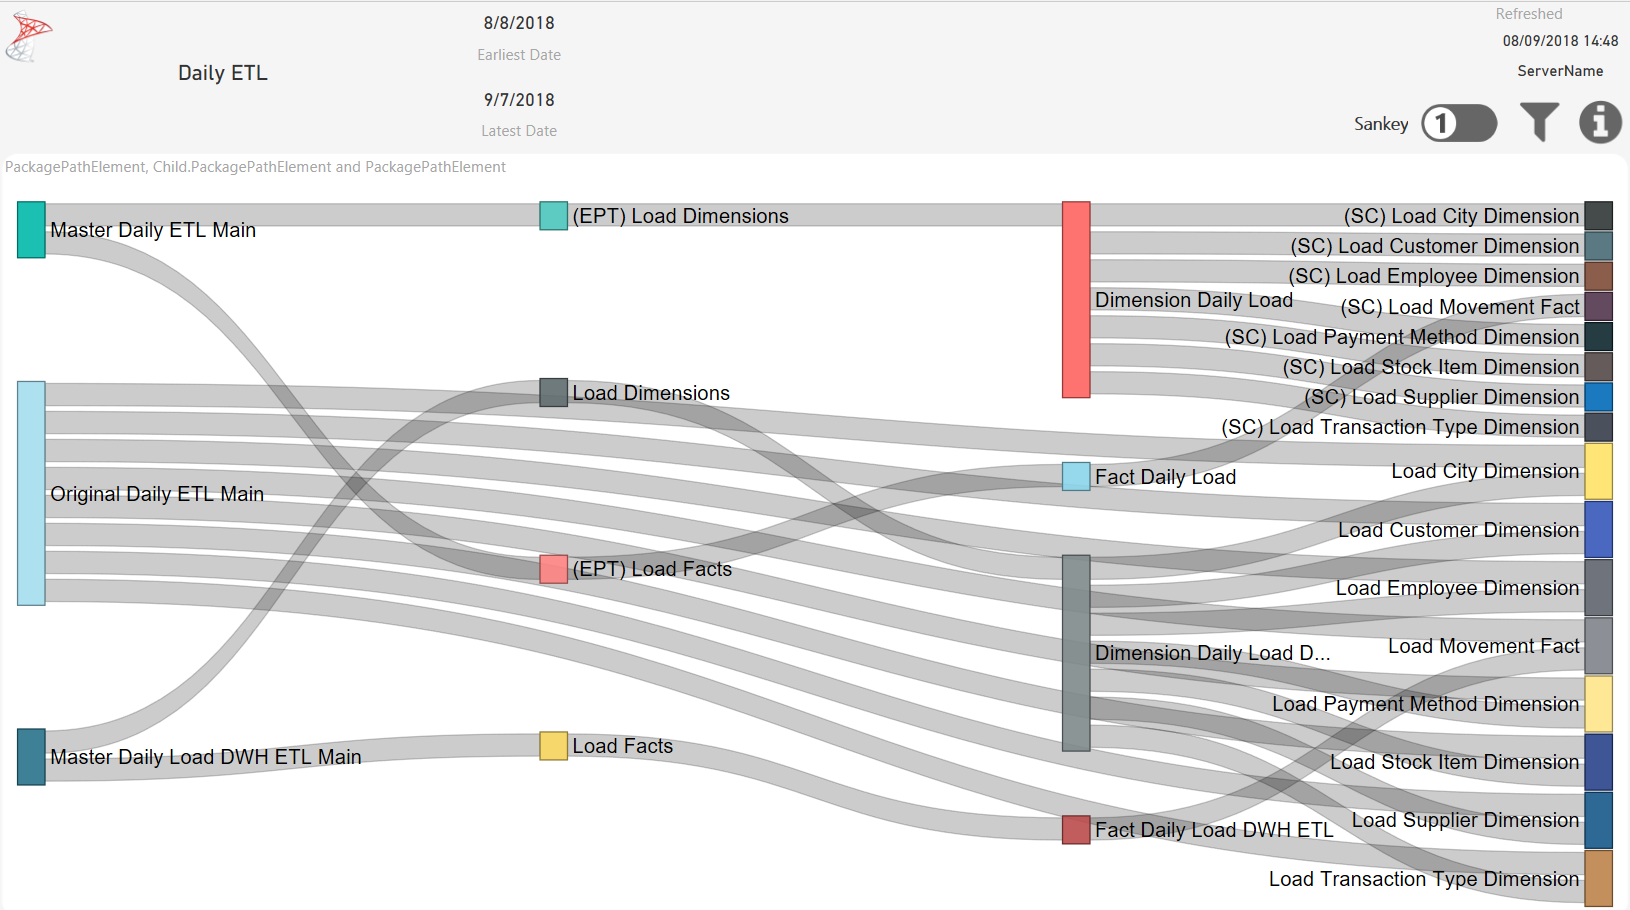 Daily ETL
8/8/2018
Earliest Date
9/7/2018
Latest Date
Refreshed
08/09/2018 14:48
ServerName
Sankey
1
i
PackagePathElement, Child.PackagePathElement and PackagePathElement
Master Daily ETL Main
Original Daily ETL Main
Master Daily Load DWH ETL Main
(EPT) Load Dimensions
Load Dimensions
(EPT) Load Facts
Load Facts
Dimension Daily Load
Fact Daily Load
Dimension Daily Load D...
Fact Daily Load DWH ETL
(SC) Load City Dimension
(SC) Load Customer Dimension
(SC) Load Employee Dimension
(SC) Load Movement Fact
(SC) Load Payment Method Dimension
(SC) Load Stock Item Dimension
(SC) Load Supplier Dimension
(SC) Load Transaction Type Dimension
Load City Dimension
Load Customer Dimension
Load Employee Dimension
Load Movement Fact
Load Payment Method Dimension
Load Stock Item Dimension
Load Supplier Dimension
Load Transaction Type Dimension